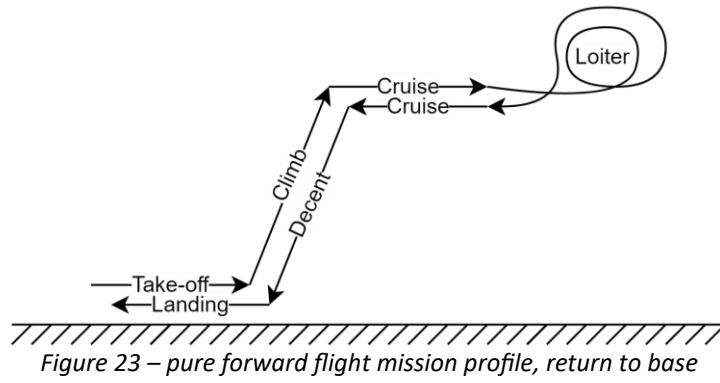 Loiter
Cruise
Cruise
Climb
Decent
Take-off
Landing
Figure 23 – pure forward flight mission profile, return to base